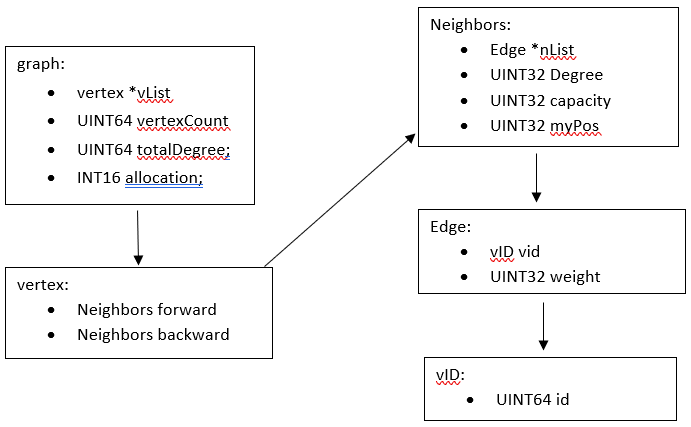 graph:
• vertex *vList
• UINT64 vertexCount
• UINT64 totalDegree;
• INT16 allocation;
vertex:
• Neighbors forward
• Neighbors backward
Neighbors:
• Edge *nList
• UINT32 Degree
• UINT32 capacity
• UINT32 myPos
Edge:
• vID vid
• UINT32 weight
vID:
• UINT64 id